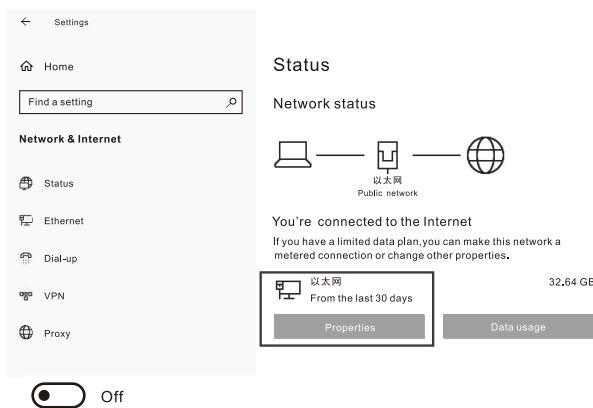 Settings
Home
Find a setting
Network & Internet
Status
Ethernet
Dial-up
VPN
Proxy
Status
Network status
以太网
Public network
You're connected to the Internet
If you have a limited data plan,you can make this network a
metered connection or change other properties.
以太网
32.64 GB
From the last 30 days
Properties
Data usage
Off